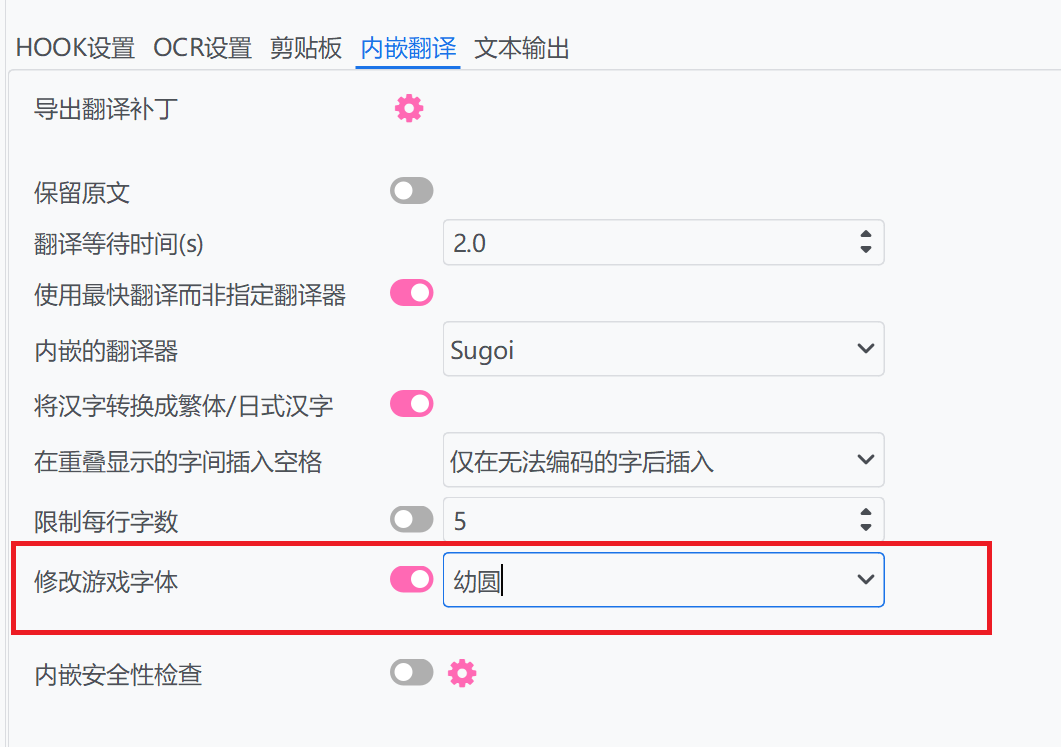 HOOK设置 OCR设置 剪贴板 内嵌翻译 文本输出
导出翻译补丁
保留原文
翻译等待时间(s) 2.0
使用最快翻译而非指定翻译器
内嵌的翻译器 Sugoi
将汉字转换成繁体/日式汉字
在重叠显示的字间插入空格 仅在无法编码的字后插入
限制每行字数 5
修改游戏字体 幼圆
内嵌安全性检查